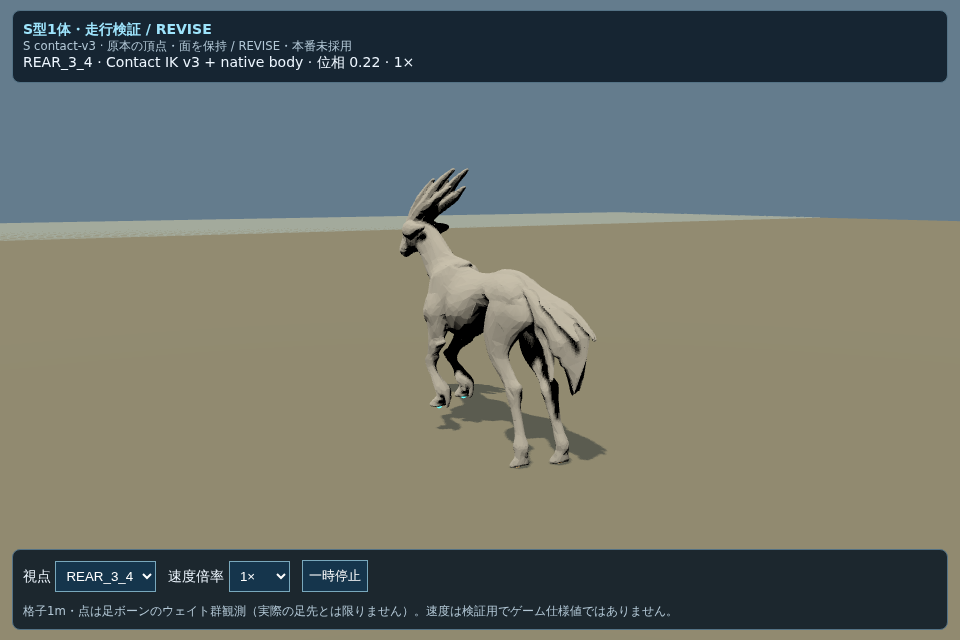 S型1体・走行検証 / REVISE
S contact-v3 · 原本の頂点・面を保持 / REVISE・本番未採用
REAR_3_4 · Contact IK v3 + native body · 位相 0.22 · 1×
視点 REAR_3_4 速度倍率 1× 一時停止
格子1m・点は足ボーンのウェイト群観測（実際の足先とは限りません）。速度は検証用でゲーム仕様値ではありません。